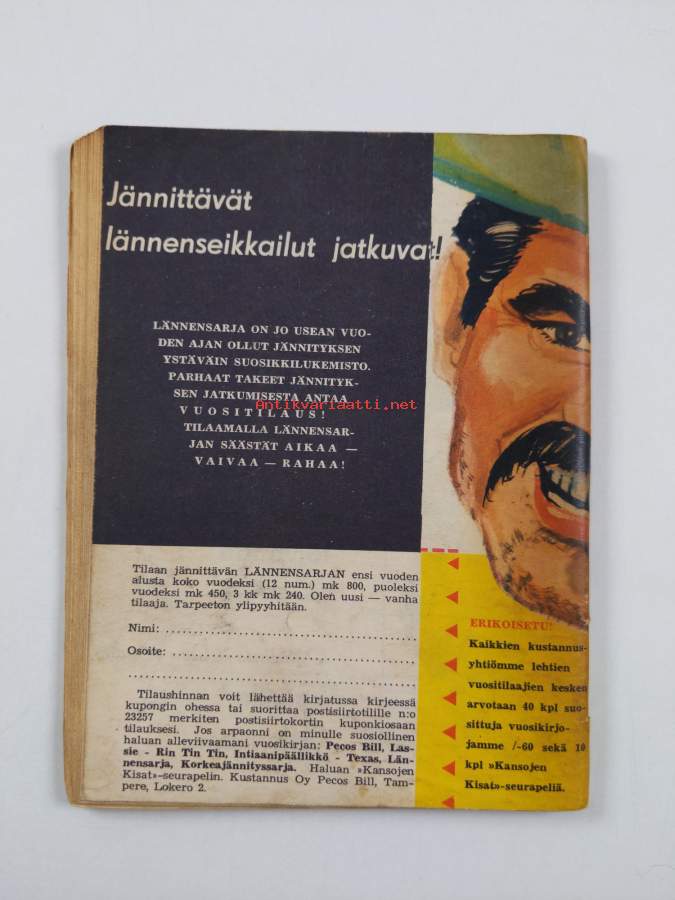 Jännittävät
lännenseikkailut jatkuvat!
LÄNNENSARJA ON JO USEAN VUO-
DEN AJAN OLLUT JÄNNITYKSEN
YSTÄVÄIN SUOSIKKILUKEMISTO.
PARHAAT TAKEET JÄNNITYK-
SEN JATKUMISESTA ANTAA
VUOSITILAUS!
TILAAMALLA LÄNNENSAR-
JAN SÄÄSTÄT AIKAA —
VAIVAA — RAHAA!
Antikvariaatti.net
Tilaan jännittävän LÄNNENSARJAN ensi vuoden
alusta koko vuodeksi (12 num.) mk 800, puoleksi
vuodeksi mk 450, 3 kk mk 240. Olen uusi — vanha
tilaaja. Tarpeeton ylipyyhitään.
Nimi:
Osoite:
Tilaushinnan voit lähettää kirjatussa kirjeessä
kupongin ohessa tai suorittaa postisiirtotilille n:o
23257 merkiten postisiirtokortin kuponkiosaan
tilauksesi. Jos arpaonni on minulle suosiollinen
haluan alleviivaamani vuosikirjan: Pecos Bill, Las-
sie - Rin Tin Tin, Intiaanipäällikkö - Texas, Län-
nensarja, Korkeajännityssarja. Haluan »Kansojen
Kisat»-seurapelin. Kustannus Oy Pecos Bill, Tam-
pere, Lokero 2.
ERIKOISETU!
Kaikkien kustannus-
yhtiömme lehtien
vuositilaajien kesken
arvotaan 40 kpl suo-
sittuja vuosikirjo-
jamme /-60 sekä 10
kpl »Kansojen
Kisat»-seurapeliä.